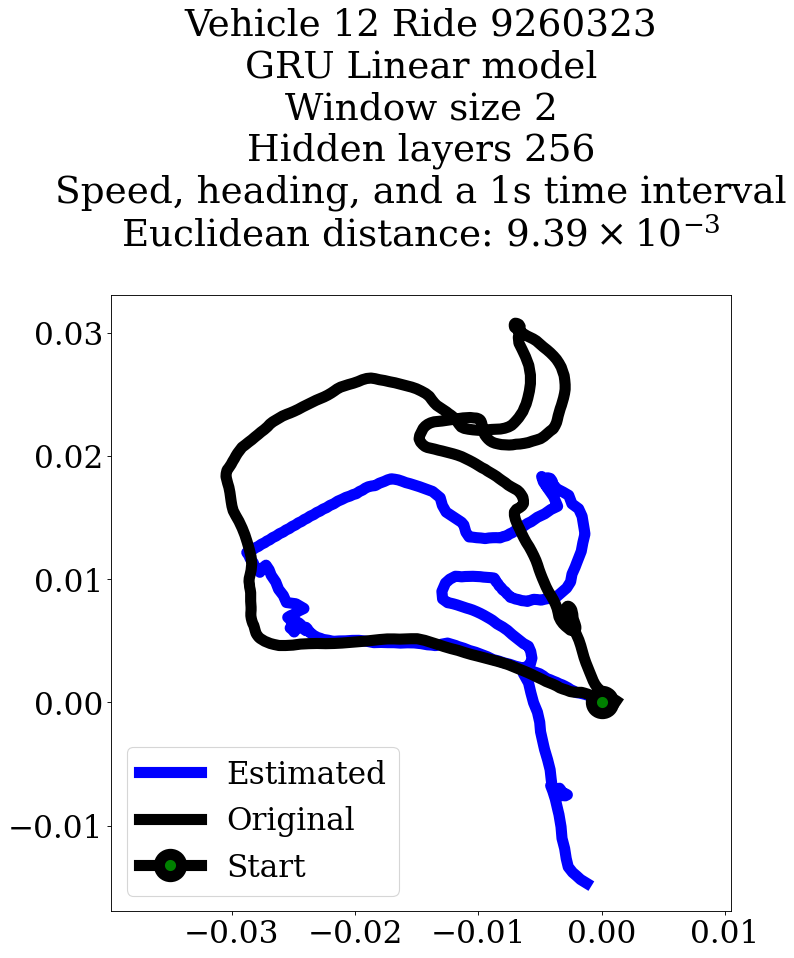 Vehicle 12 Ride 9260323
GRU Linear model
Window size 2
Hidden layers 256
Speed, heading, and a 1s time interval
Euclidean distance: 9.39 × 10⁻³
0.03
0.02
0.01
0.00
−0.01
Estimated
Original
Start
−0.03 −0.02 −0.01 0.00 0.01